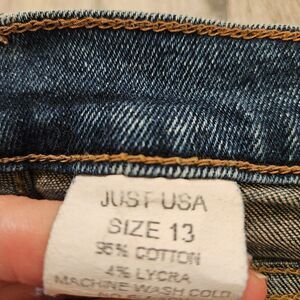 JUST USA
SIZE 13
96% COTTON
4% LYCRA
MACHINE WASH COLD